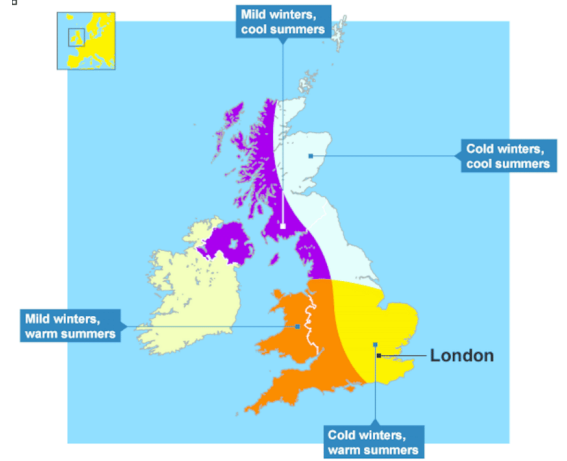 Mild winters,
cool summers
Cold winters,
cool summers
Mild winters,
warm summers
London
Cold winters,
warm summers